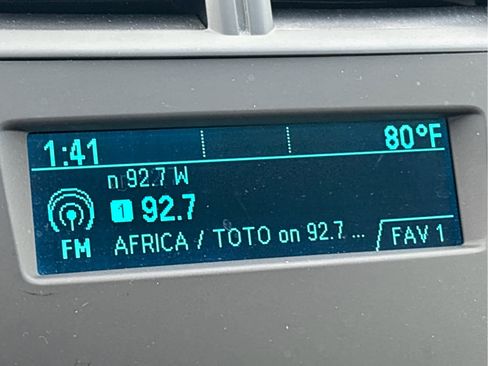 1:41 80°F
n 92.7 W
1 92.7
FM AFRICA / TOTO on 92.7 ... FAV 1